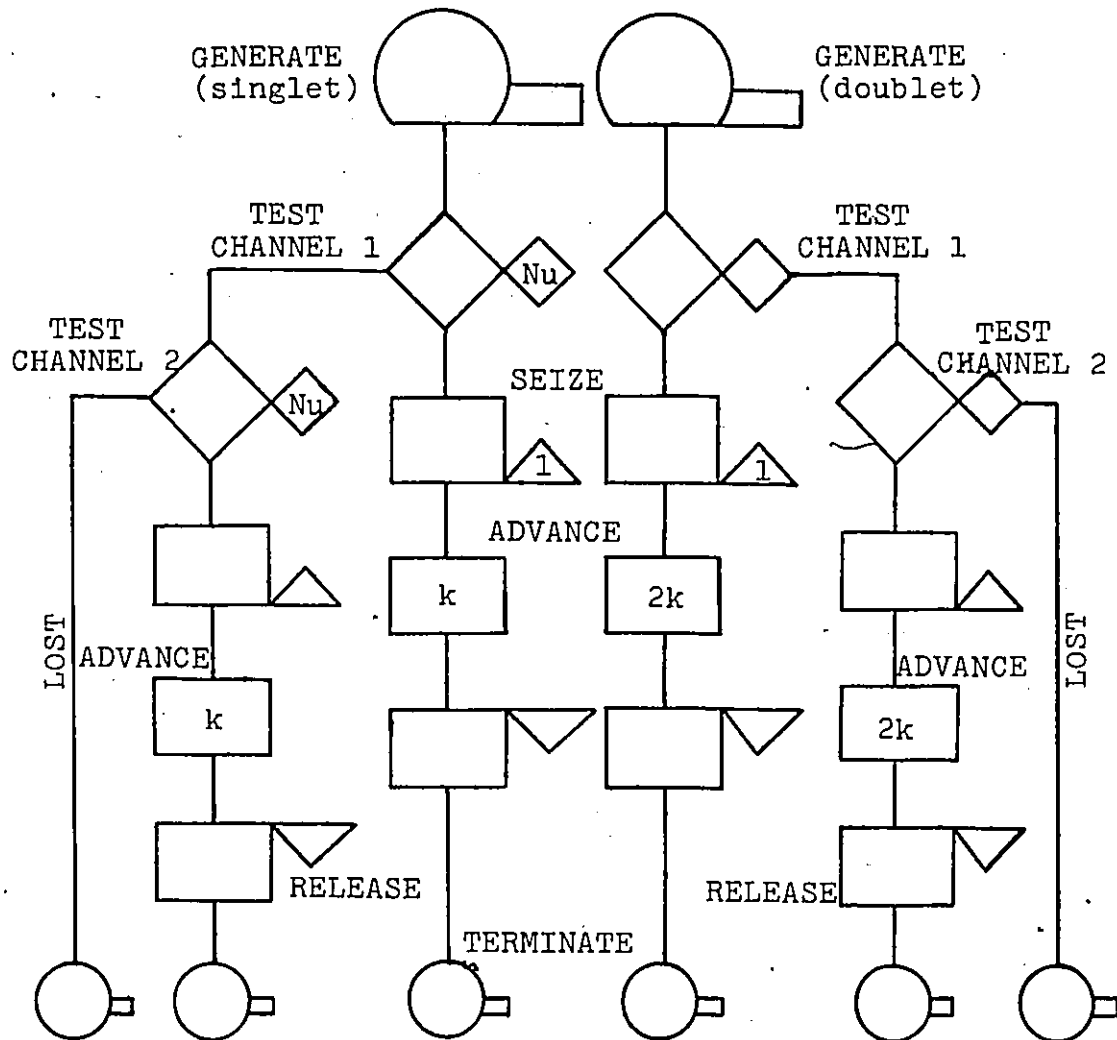 GENERATE
(singlet)
GENERATE
(doublet)
TEST
CHANNEL 1
Nu
TEST
CHANNEL 1
TEST
CHANNEL 2
Nu
TEST
CHANNEL 2
SEIZE
1
1
ADVANCE
k
2k
LOST
ADVANCE
k
ADVANCE
2k
LOST
RELEASE
RELEASE
TERMINATE